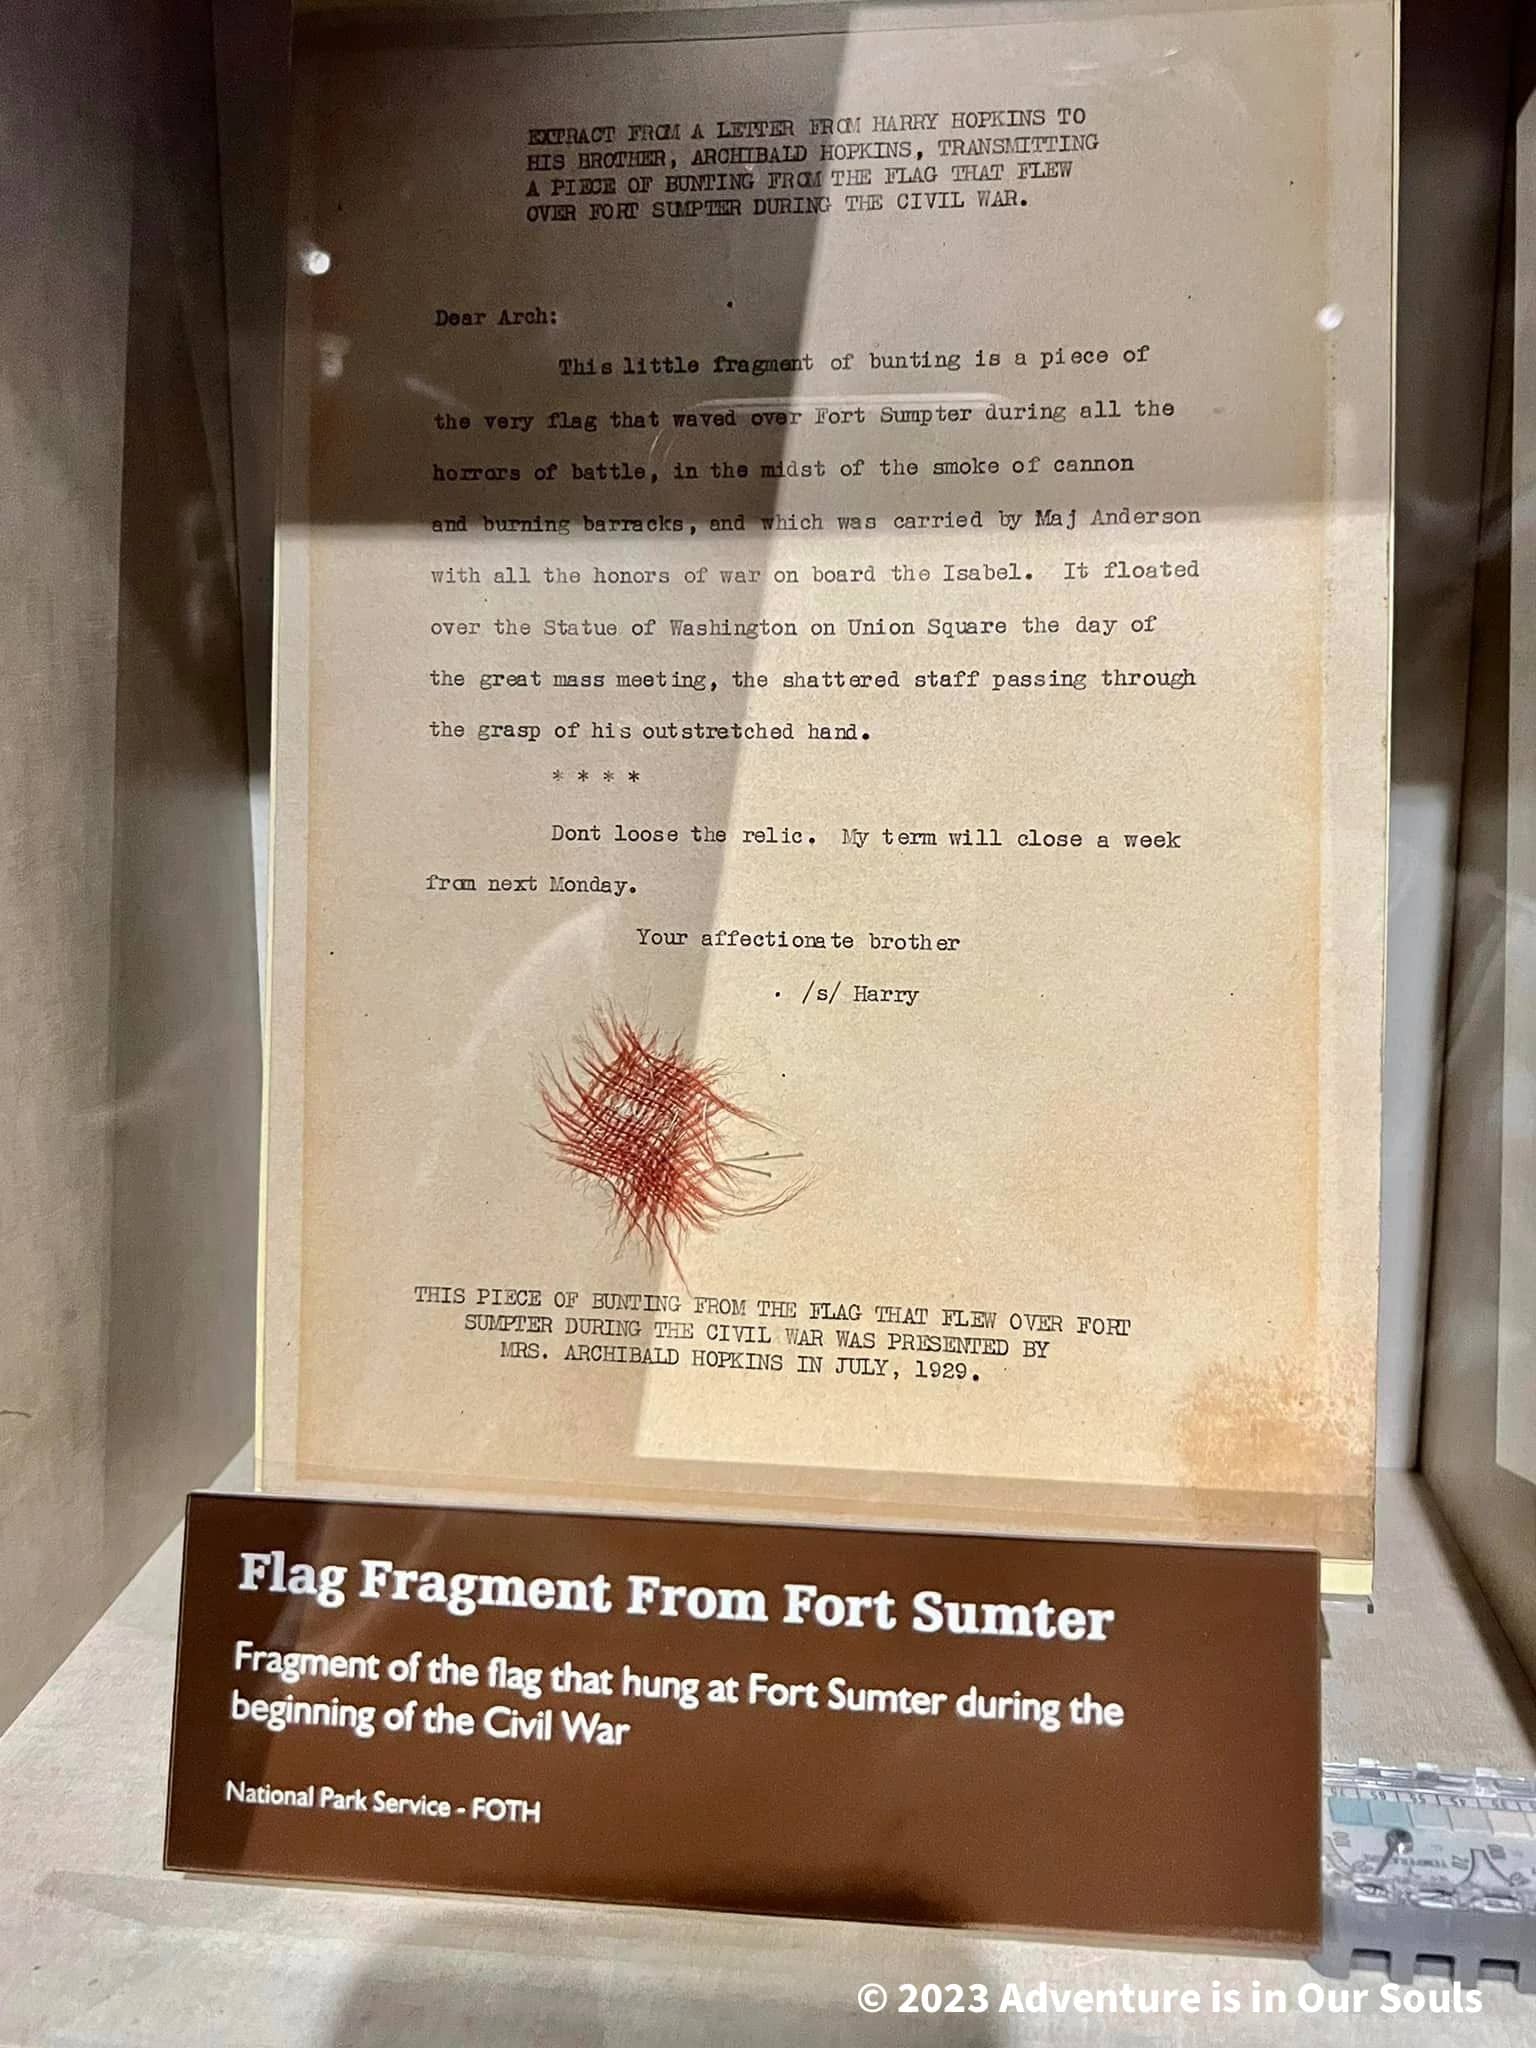 EXTRACT FROM A LETTER FROM HARRY HOPKINS TO
HIS BROTHER, ARCHIBALD HOPKINS, TRANSMITTING
A PIECE OF BUNTING FROM THE FLAG THAT FLEW
OVER FORT SUMPTER DURING THE CIVIL WAR.
Dear Arch:
This little fragment of bunting is a piece of
the very flag that waved over Fort Sumpter during all the
horrors of battle, in the midst of the smoke of cannon
and burning barracks, and which was carried by Maj Anderson
with all the honors of war on board the Isabel. It floated
over the Statue of Washington on Union Square the day of
the great mass meeting, the shattered staff passing through
the grasp of his outstretched hand.
* * * *
Dont loose the relic. My term will close a week
from next Monday.
Your affectionate brother
/s/ Harry
THIS PIECE OF BUNTING FROM THE FLAG THAT FLEW OVER FORT
SUMPTER DURING THE CIVIL WAR WAS PRESENTED BY
MRS. ARCHIBALD HOPKINS IN JULY, 1929.
Flag Fragment From Fort Sumter
Fragment of the flag that hung at Fort Sumter during the
beginning of the Civil War
National Park Service - FOTH
© 2023 Adventure is in Our Souls